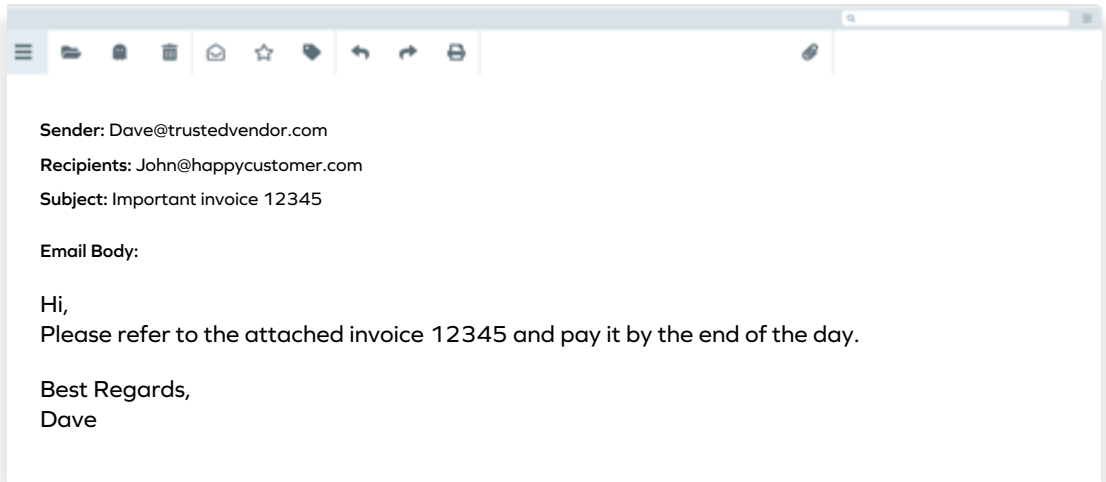 Sender: Dave@trustedvendor.com
Recipients: John@happycustomer.com
Subject: Important invoice 12345
Email Body:
Hi,
Please refer to the attached invoice 12345 and pay it by the end of the day.
Best Regards,
Dave